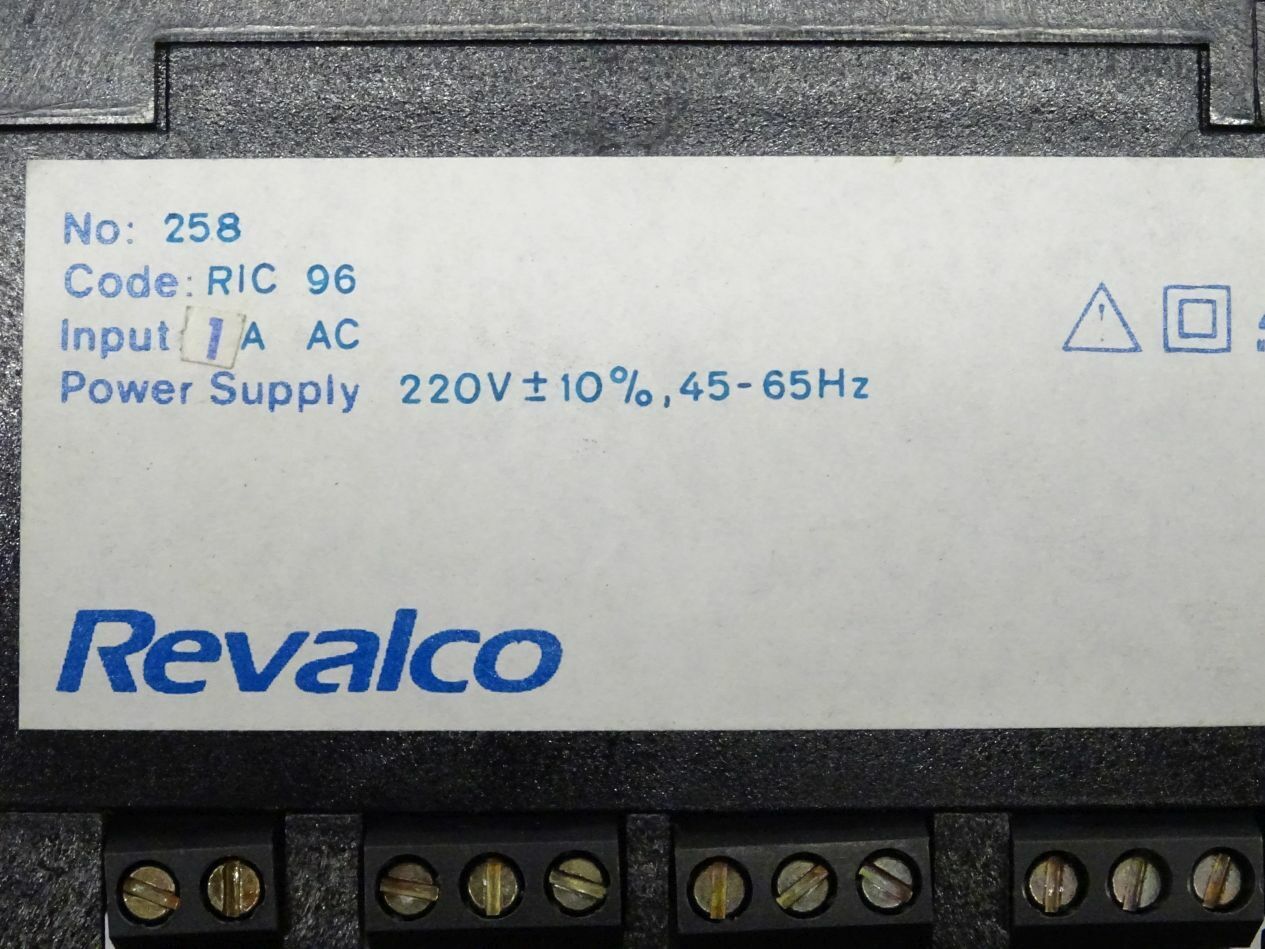 No: 258
Code: RIC 96
Input 1 A AC
Power Supply 220V ± 10%, 45-65Hz
Revalco